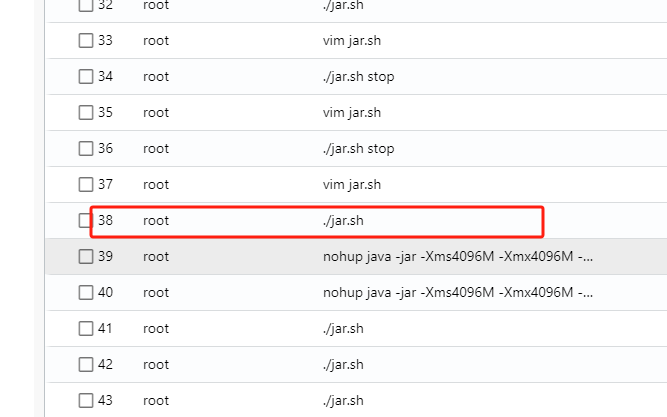 32 root ./jar.sh
33 root vim jar.sh
34 root ./jar.sh stop
35 root vim jar.sh
36 root ./jar.sh stop
37 root vim jar.sh
38 root ./jar.sh
39 root nohup java -jar -Xms4096M -Xmx4096M -...
40 root nohup java -jar -Xms4096M -Xmx4096M -...
41 root ./jar.sh
42 root ./jar.sh
43 root ./jar.sh